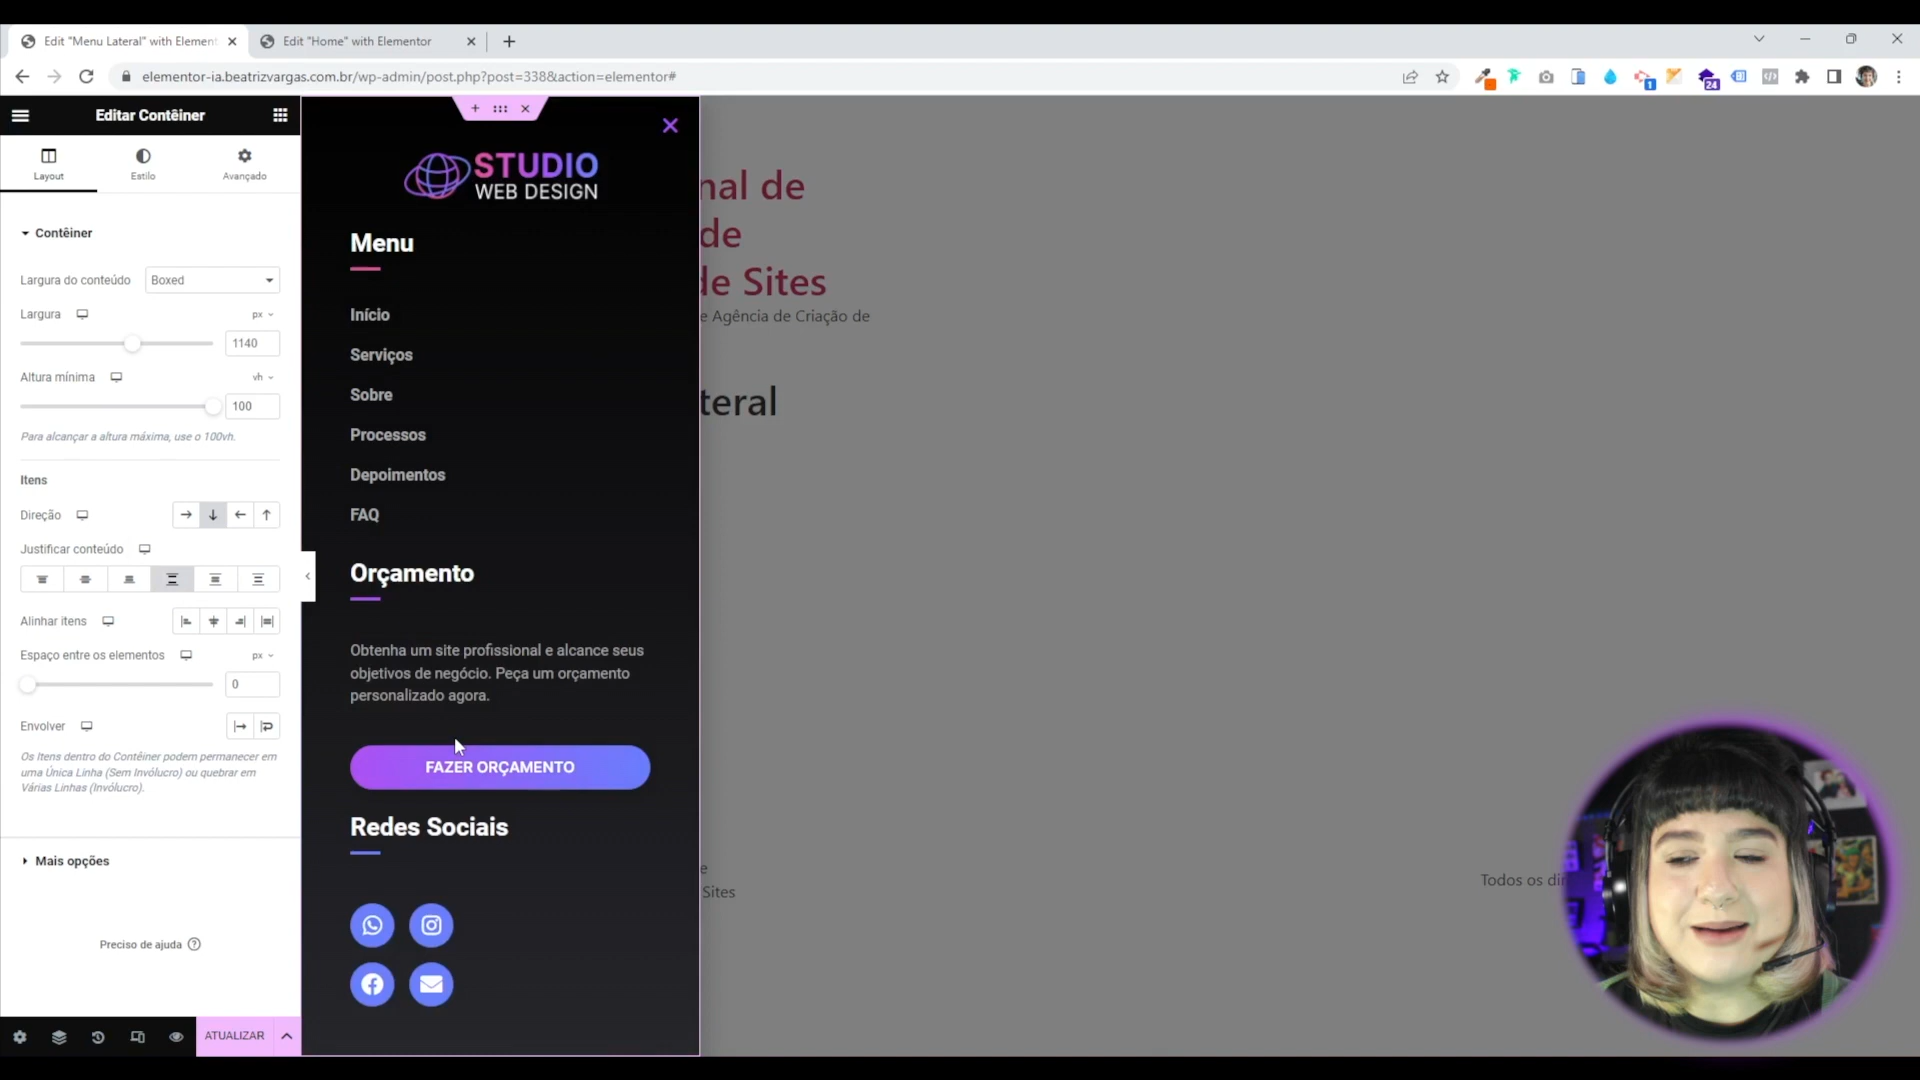 Edit "Menu Lateral" with Element
Edit "Home" with Elementor
elementor-ia.beatrizvargas.com.br/wp-admin/post.php?post=338&action=elementor#
1
24
Editar Contêiner
Layout
Estilo
Avançado
Contêiner
Largura do conteúdo
Boxed
Largura
px
1140
Altura mínima
vh
100
Para alcançar a altura máxima, use o 100vh.
Itens
Direção
Justificar conteúdo
Alinhar itens
Espaço entre os elementos
px
0
Envolver
Os Itens dentro do Contêiner podem permanecer em
uma Única Linha (Sem Invólucro) ou quebrar em
Várias Linhas (Invólucro).
Mais opções
Preciso de ajuda
ATUALIZAR
STUDIO
WEB DESIGN
Menu
Início
Serviços
Sobre
Processos
Depoimentos
FAQ
Orçamento
Obtenha um site profissional e alcance seus
objetivos de negócio. Peça um orçamento
personalizado agora.
FAZER ORÇAMENTO
Redes Sociais
nal de
de
de Sites
e Agência de Criação de
teral
e
Sites
Todos os dir